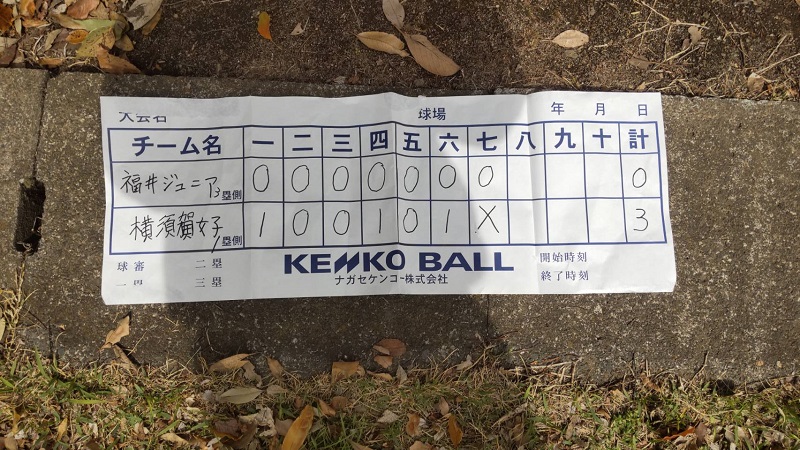 大会名 球場 年 月 日
チーム名 一 二 三 四 五 六 七 八 九 十 計
福井ジュニア 3塁側 0 0 0 0 0 0 0 0
横須賀女子 1塁側 1 0 0 1 0 1 X 3
球審 二塁 KENKO BALL 開始時刻
一塁 三塁 ナガセケンコー株式会社 終了時刻